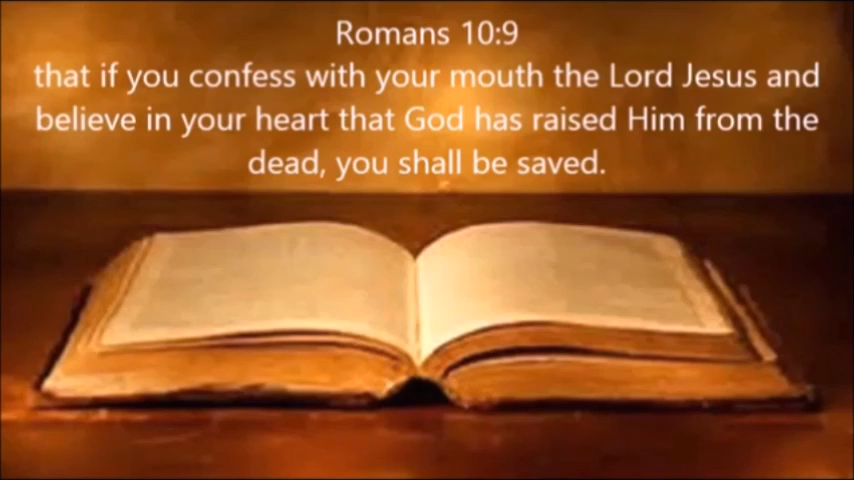 Romans 10:9
that if you confess with your mouth the Lord Jesus and
believe in your heart that God has raised Him from the
dead, you shall be saved.